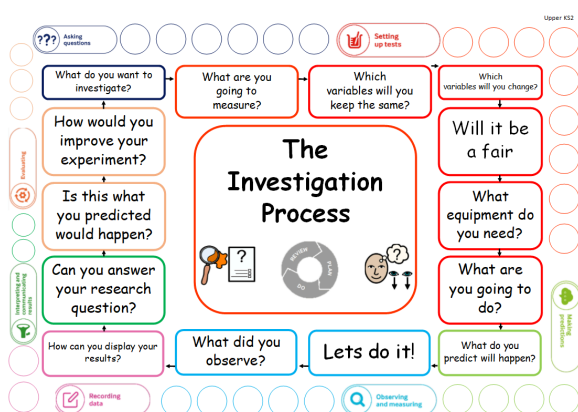 Upper KS2
???
Asking
questions
Setting
up tests
What do you want to
investigate?
What are you
going to
measure?
Which
variables will you
keep the same?
Which
variables will you change?
Will it be
a fair
What
equipment do
you need?
What are
you going to
do?
Making
predictions
What do you
predict will happen?
Lets do it!
Observing
and measuring
What did you
observe?
How can you display your
results?
Recording
data
Can you answer
your research
question?
Interpreting and
communicating
results
Is this what
you predicted
would happen?
How would you
improve your
experiment?
Evaluating
The
Investigation
Process
?
REVIEW
PLAN
DO
?